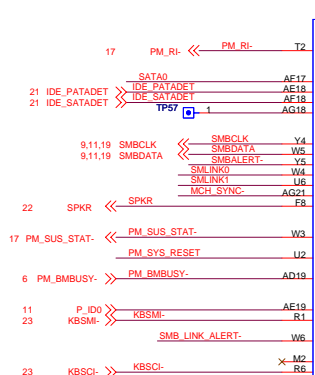 17 PM_RI- PM_RI- T2
SATA0 AE17
21 IDE_PATADET IDE_PATADET AE18
21 IDE_SATADET IDE_SATADET AF18
TP57 1 AG18
9,11,19 SMBCLK SMBCLK Y4
9,11,19 SMBDATA SMBDATA W5
SMBALERT- Y5
SMLINK0 W4
SMLINK1 U6
MCH_SYNC- AG21
22 SPKR SPKR F8
17 PM_SUS_STAT- PM_SUS_STAT- W3
PM_SYS_RESET U2
6 PM_BMBUSY- PM_BMBUSY- AD19
11 P_ID0 AE19
23 KBSMI- KBSMI- R1
SMB_LINK_ALERT- W6
M2
23 KBSCI- KBSCI- R6